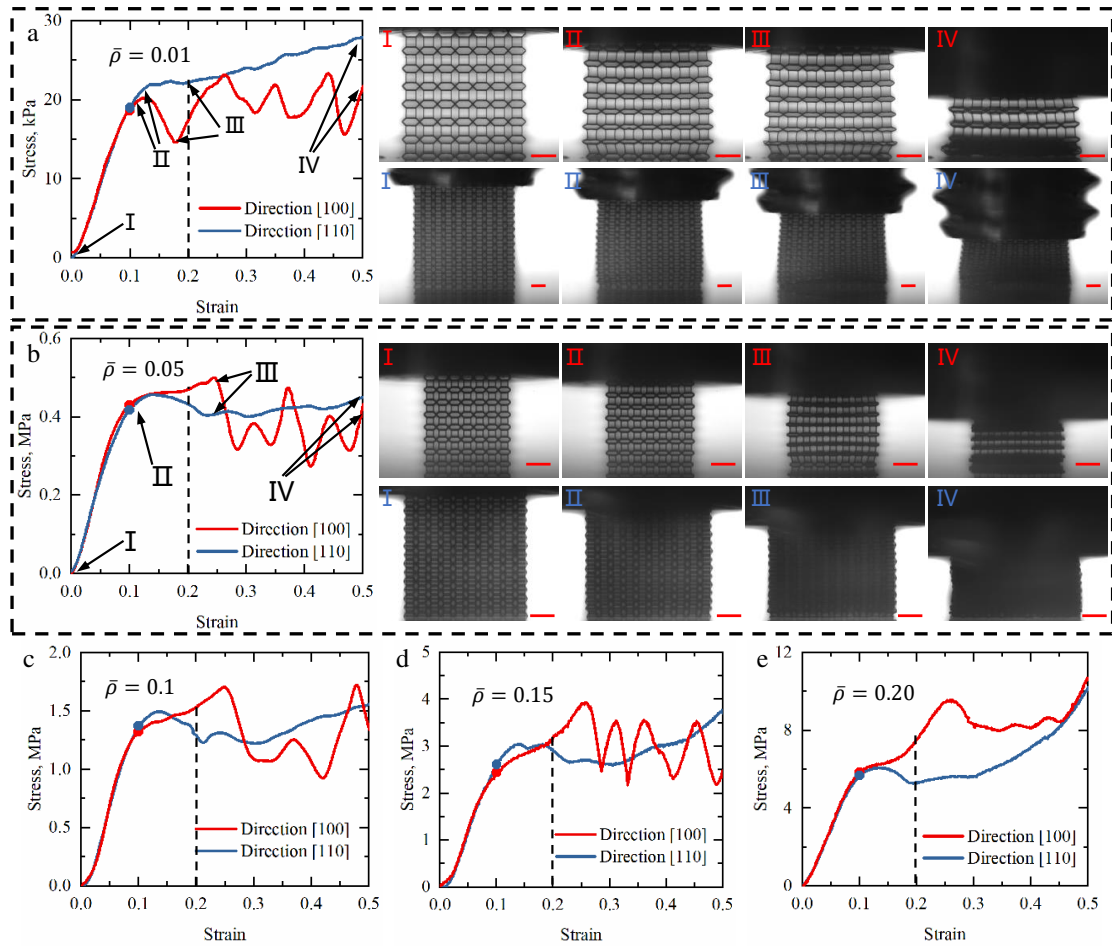 a
ρ̄ = 0.01
30
20
10
0
Stress, kPa
I
II
III
IV
Direction [100]
Direction [110]
0.0 0.1 0.2 0.3 0.4 0.5
Strain
I II III IV
I II III IV
b
ρ̄ = 0.05
0.6
0.4
0.2
0.0
Stress, MPa
I
II
III
IV
Direction [100]
Direction [110]
0.0 0.1 0.2 0.3 0.4 0.5
Strain
I II III IV
I II III IV
c
ρ̄ = 0.1
2.0
1.5
1.0
0.5
0.0
Stress, MPa
Direction [100]
Direction [110]
0.0 0.1 0.2 0.3 0.4 0.5
Strain
d
ρ̄ = 0.15
5
4
3
2
1
0
Stress, MPa
Direction [100]
Direction [110]
0.0 0.1 0.2 0.3 0.4 0.5
Strain
e
ρ̄ = 0.20
12
8
4
0
Stress, MPa
Direction [100]
Direction [110]
0.0 0.1 0.2 0.3 0.4 0.5
Strain